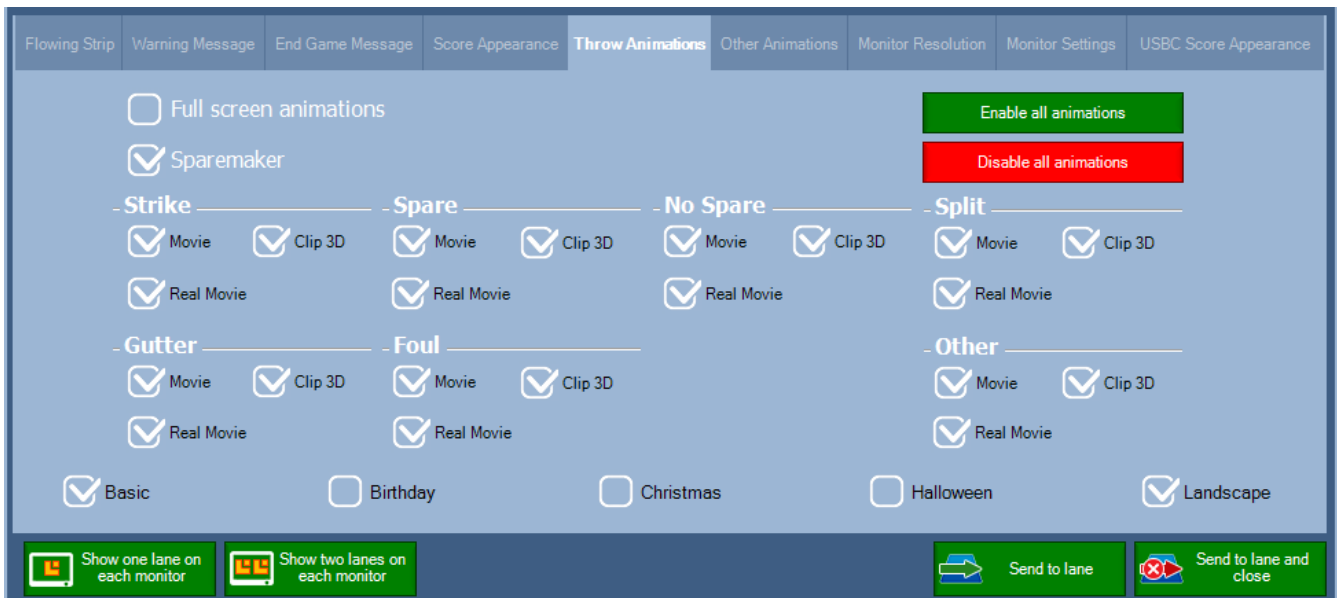 Flowing Strip Warning Message End Game Message Score Appearance Throw Animations Other Animations Monitor Resolution Monitor Settings USBC Score Appearance
Full screen animations
Enable all animations
Sparemaker
Disable all animations
Strike Spare No Spare Split
Movie Clip 3D Movie Clip 3D Movie Clip 3D Movie Clip 3D
Real Movie Real Movie Real Movie Real Movie
Gutter Foul Other
Movie Clip 3D Movie Clip 3D Movie Clip 3D
Real Movie Real Movie Real Movie
Basic Birthday Christmas Halloween Landscape
Show one lane on
each monitor
Show two lanes on
each monitor
Send to lane
Send to lane and
close